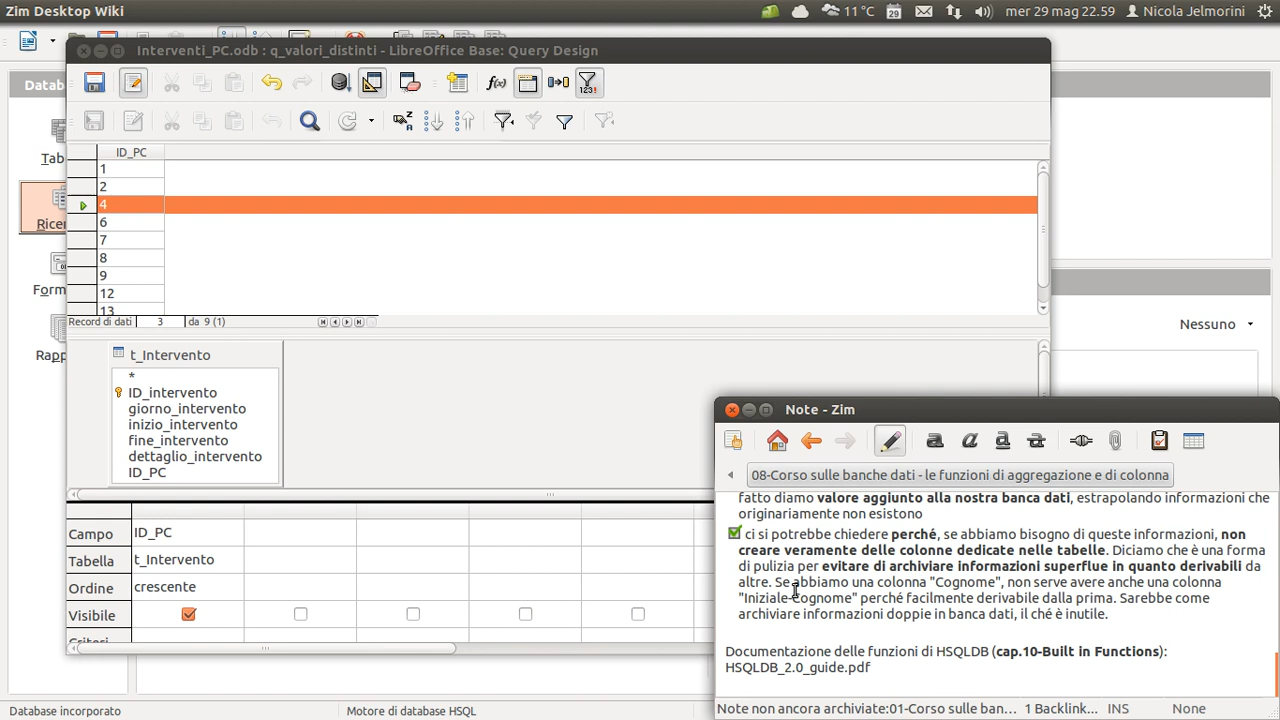 Zim Desktop Wiki
11 °C
mer 29 mag 22.59
Nicola Jelmorini
Interventi_PC.odb : q_valori_distinti - LibreOffice Base: Query Design
Datab
Tab
Ricer
Form
Rapp
ID_PC
1
2
4
6
7
8
9
12
13
Record di dati 3 da 9 (1)
t_Intervento
*
ID_intervento
giorno_intervento
inizio_intervento
fine_intervento
dettaglio_intervento
ID_PC
Campo ID_PC
Tabella t_Intervento
Ordine crescente
Visibile
Criteri
Nessuno
Note - Zim
08-Corso sulle banche dati - le funzioni di aggregazione e di colonna
fatto diamo valore aggiunto alla nostra banca dati, estrapolando informazioni che
originariamente non esistono
ci si potrebbe chiedere perché, se abbiamo bisogno di queste informazioni, non
creare veramente delle colonne dedicate nelle tabelle. Diciamo che è una forma
di pulizia per evitare di archiviare informazioni superflue in quanto derivabili da
altre. Se abbiamo una colonna "Cognome", non serve avere anche una colonna
"Iniziale-Cognome" perché facilmente derivabile dalla prima. Sarebbe come
archiviare informazioni doppie in banca dati, il ché è inutile.
Documentazione delle funzioni di HSQLDB (cap.10-Built in Functions):
HSQLDB_2.0_guide.pdf
Note non ancora archiviate:01-Corso sulle ban... 1 Backlink... INS None
Database incorporato
Motore di database HSQL